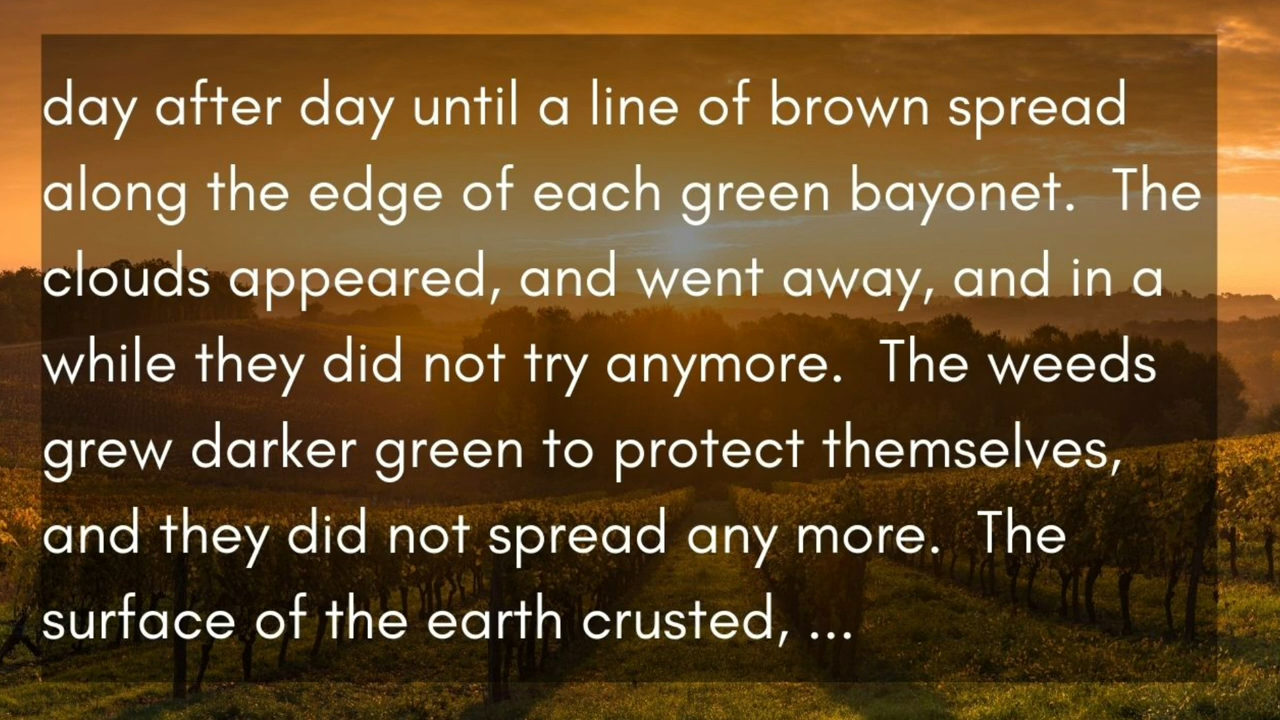 day after day until a line of brown spread
along the edge of each green bayonet.  The
clouds appeared, and went away, and in a
while they did not try anymore.  The weeds
grew darker green to protect themselves,
and they did not spread any more.  The
surface of the earth crusted, ...